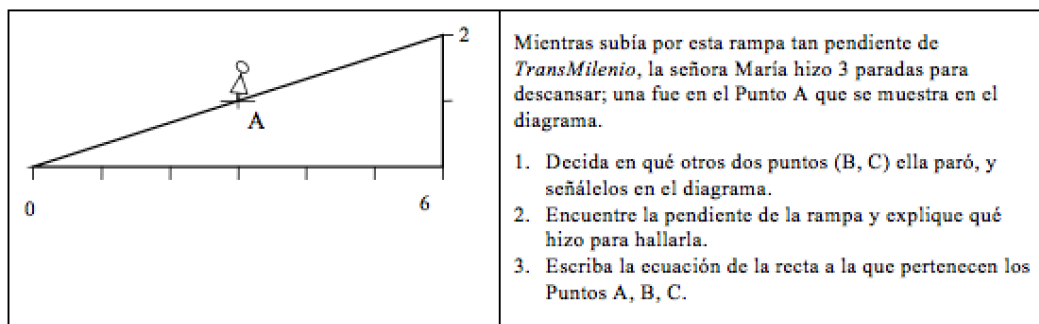 2
A
0
6
Mientras subía por esta rampa tan pendiente de
TransMilenio, la señora María hizo 3 paradas para
descansar; una fue en el Punto A que se muestra en el
diagrama.
1. Decida en qué otros dos puntos (B, C) ella paró, y
señálelos en el diagrama.
2. Encuentre la pendiente de la rampa y explique qué
hizo para hallarla.
3. Escriba la ecuación de la recta a la que pertenecen los
Puntos A, B, C.